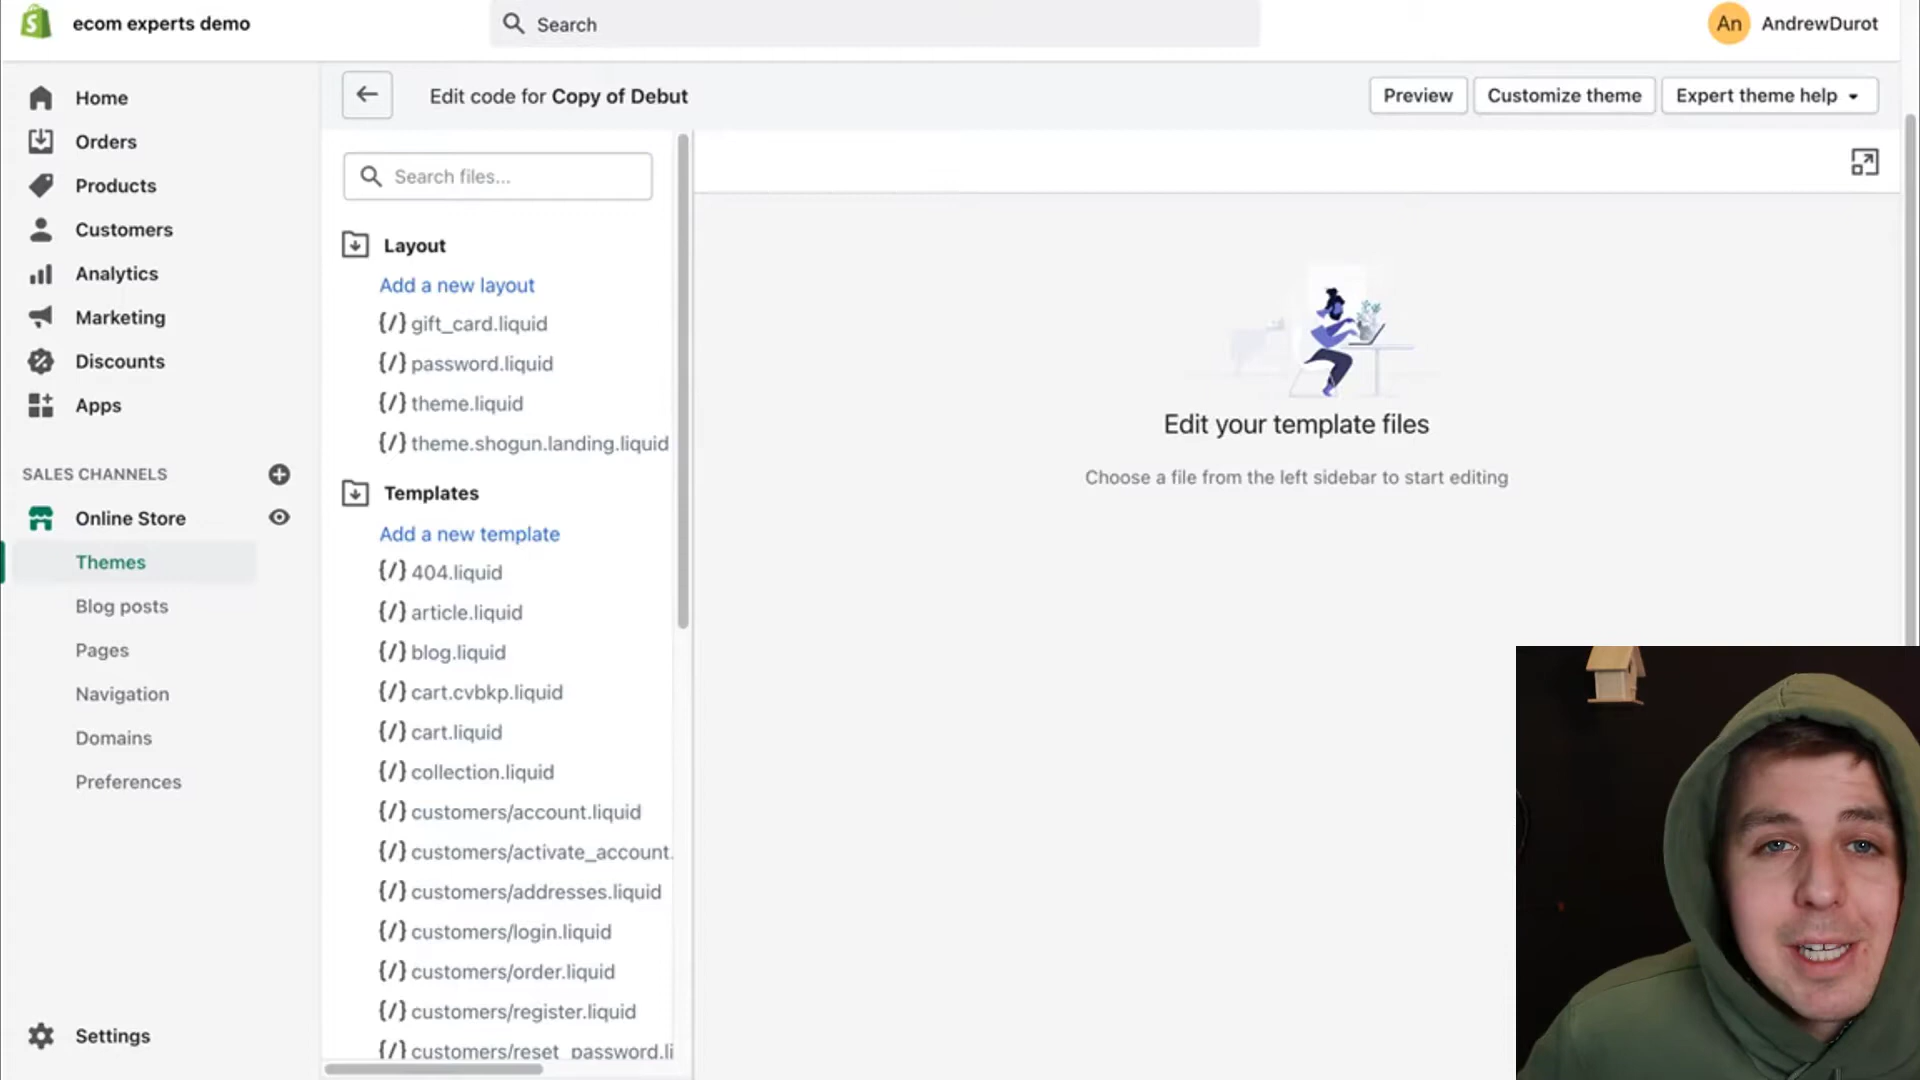 ecom experts demo
Search
An
AndrewDurot
Home
Orders
Products
Customers
Analytics
Marketing
Discounts
Apps
SALES CHANNELS
Online Store
Themes
Blog posts
Pages
Navigation
Domains
Preferences
Settings
Edit code for Copy of Debut
Preview
Customize theme
Expert theme help
Search files...
Layout
Add a new layout
{/} gift_card.liquid
{/} password.liquid
{/} theme.liquid
{/} theme.shogun.landing.liquid
Templates
Add a new template
{/} 404.liquid
{/} article.liquid
{/} blog.liquid
{/} cart.cvbkp.liquid
{/} cart.liquid
{/} collection.liquid
{/} customers/account.liquid
{/} customers/activate_account.
{/} customers/addresses.liquid
{/} customers/login.liquid
{/} customers/order.liquid
{/} customers/register.liquid
{/} customers/reset_password.li
Edit your template files
Choose a file from the left sidebar to start editing